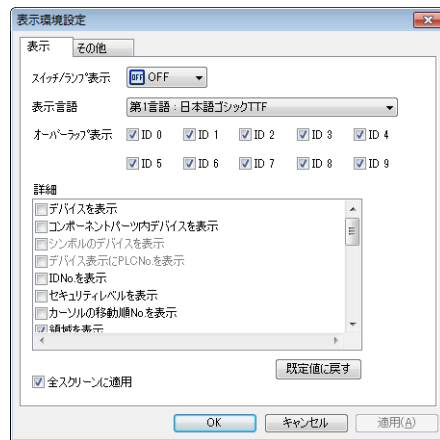 表示環境設定
表示 その他
スイッチ/ランプ表示 OFF OFF
表示言語 第1言語：日本語ゴシックTTF
オーバーラップ表示 ID 0 ID 1 ID 2 ID 3 ID 4
ID 5 ID 6 ID 7 ID 8 ID 9
詳細
デバイスを表示
コンポーネントパーツ内デバイスを表示
シンボルのデバイスを表示
デバイス表示にPLCNo.を表示
IDNo.を表示
セキュリティレベルを表示
カーソルの移動順No.を表示
領域を表示
既定値に戻す
全スクリーンに適用
OK キャンセル 適用(A)